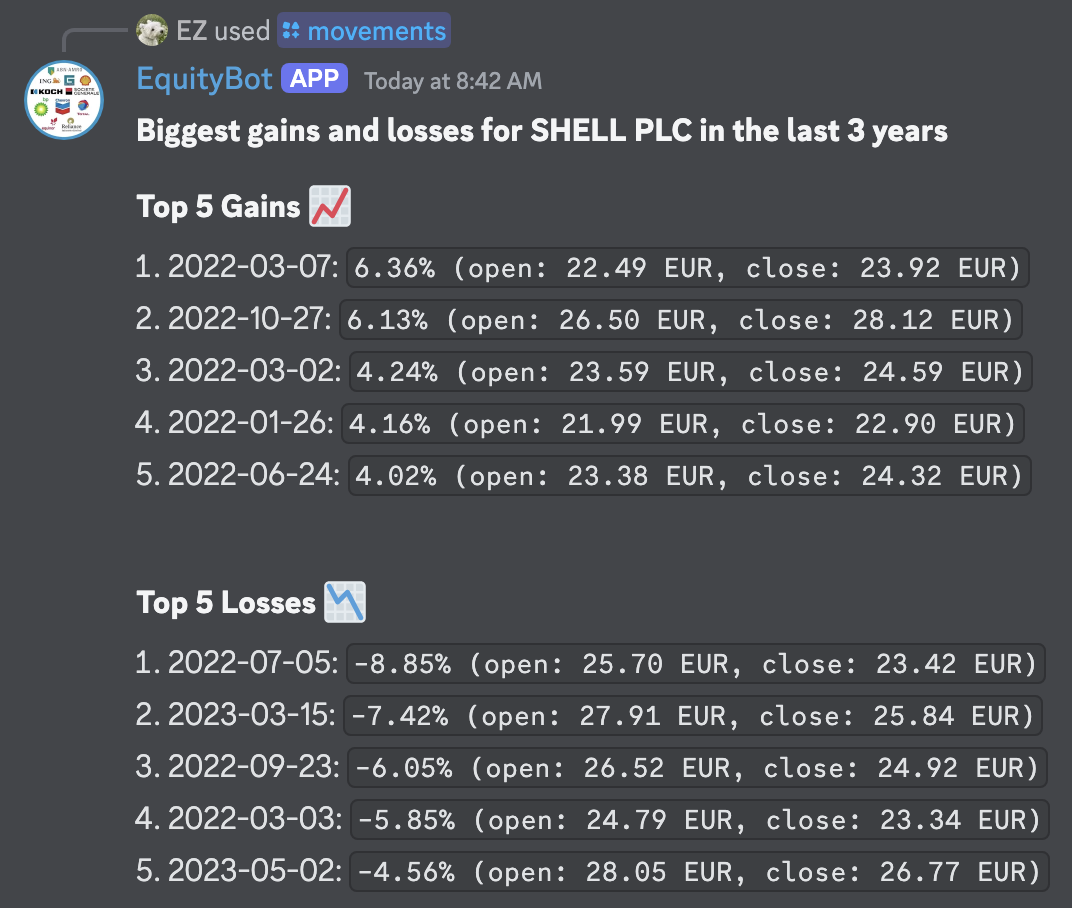 EZ used movements
EquityBot APP Today at 8:42 AM
Biggest gains and losses for SHELL PLC in the last 3 years
Top 5 Gains
1. 2022-03-07: 6.36% (open: 22.49 EUR, close: 23.92 EUR)
2. 2022-10-27: 6.13% (open: 26.50 EUR, close: 28.12 EUR)
3. 2022-03-02: 4.24% (open: 23.59 EUR, close: 24.59 EUR)
4. 2022-01-26: 4.16% (open: 21.99 EUR, close: 22.90 EUR)
5. 2022-06-24: 4.02% (open: 23.38 EUR, close: 24.32 EUR)
Top 5 Losses
1. 2022-07-05: -8.85% (open: 25.70 EUR, close: 23.42 EUR)
2. 2023-03-15: -7.42% (open: 27.91 EUR, close: 25.84 EUR)
3. 2022-09-23: -6.05% (open: 26.52 EUR, close: 24.92 EUR)
4. 2022-03-03: -5.85% (open: 24.79 EUR, close: 23.34 EUR)
5. 2023-05-02: -4.56% (open: 28.05 EUR, close: 26.77 EUR)